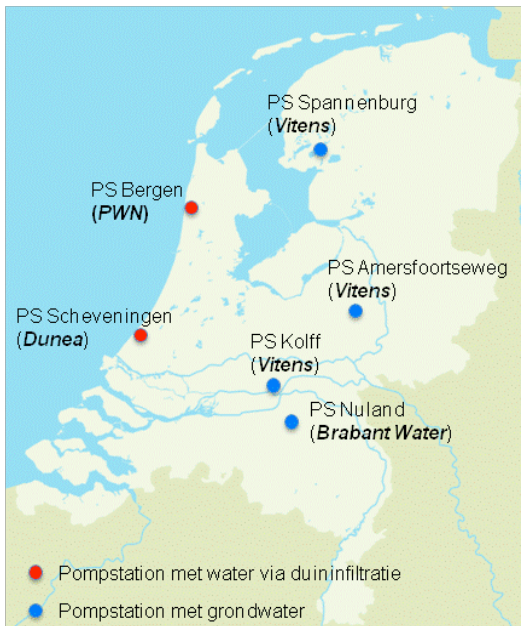 PS Spannenburg
(Vitens)
PS Bergen
(PWN)
PS Amersfoortseweg
(Vitens)
PS Scheveningen
(Dunea)
PS Kolff
(Vitens)
PS Nuland
(Brabant Water)
Pompstation met water via duininfiltratie
Pompstation met grondwater